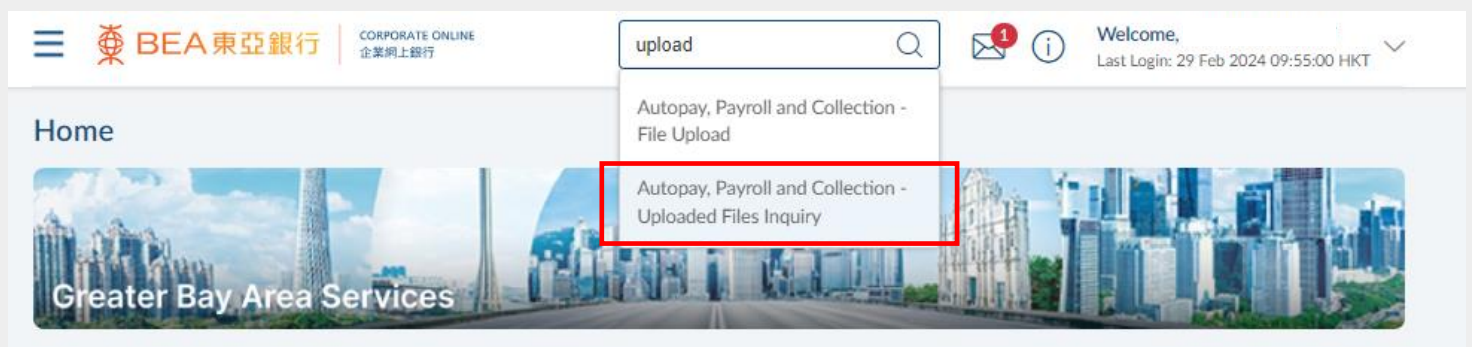 BEA東亞銀行
CORPORATE ONLINE
企業網上銀行
upload
1
Welcome,
Last Login: 29 Feb 2024 09:55:00 HKT
Autopay, Payroll and Collection -
File Upload
Autopay, Payroll and Collection -
Uploaded Files Inquiry
Home
Greater Bay Area Services